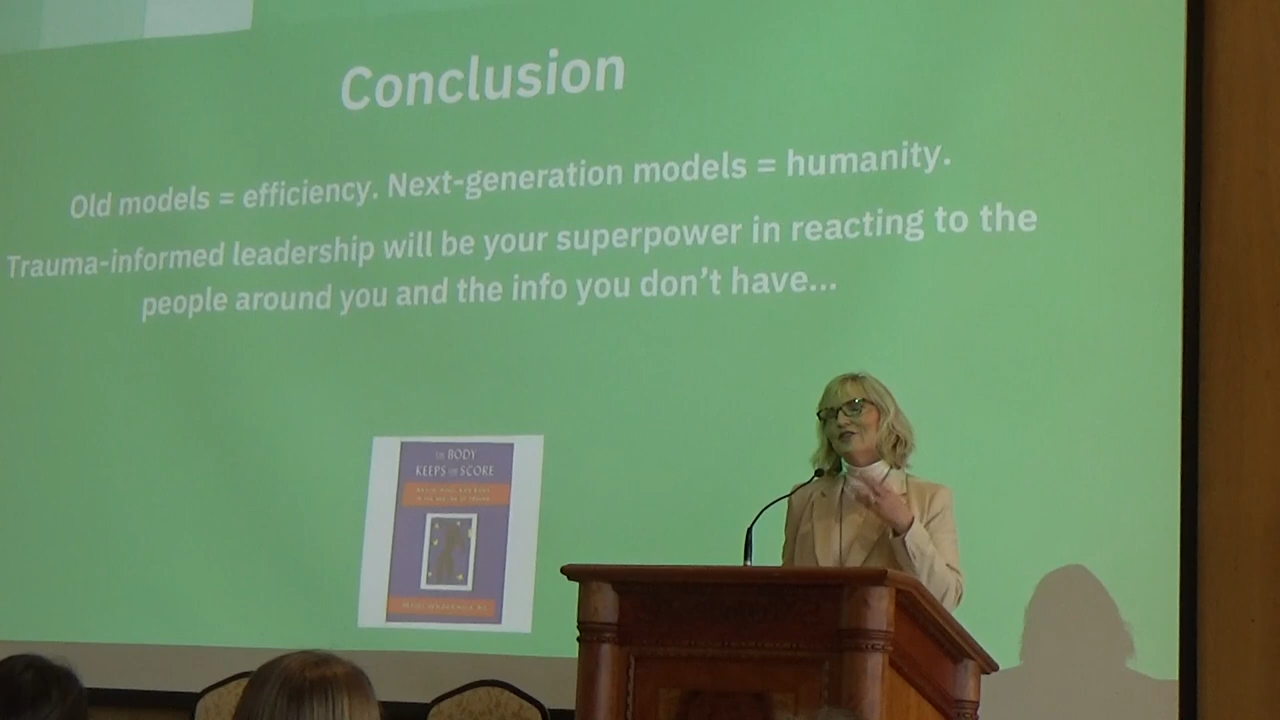 Conclusion
Old models = efficiency. Next-generation models = humanity.
Trauma-informed leadership will be your superpower in reacting to the
people around you and the info you don't have...
THE BODY
KEEPS THE SCORE